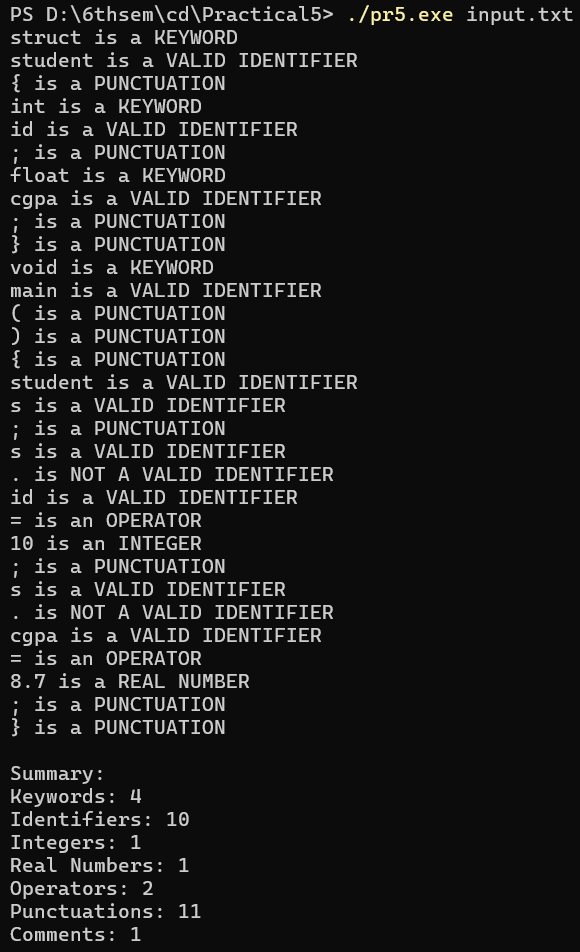 PS D:\6thsem\cd\Practical5> ./pr5.exe input.txt
struct is a KEYWORD
student is a VALID IDENTIFIER
{ is a PUNCTUATION
int is a KEYWORD
id is a VALID IDENTIFIER
; is a PUNCTUATION
float is a KEYWORD
cgpa is a VALID IDENTIFIER
; is a PUNCTUATION
} is a PUNCTUATION
void is a KEYWORD
main is a VALID IDENTIFIER
( is a PUNCTUATION
) is a PUNCTUATION
{ is a PUNCTUATION
student is a VALID IDENTIFIER
s is a VALID IDENTIFIER
; is a PUNCTUATION
s is a VALID IDENTIFIER
. is NOT A VALID IDENTIFIER
id is a VALID IDENTIFIER
= is an OPERATOR
10 is an INTEGER
; is a PUNCTUATION
s is a VALID IDENTIFIER
. is NOT A VALID IDENTIFIER
cgpa is a VALID IDENTIFIER
= is an OPERATOR
8.7 is a REAL NUMBER
; is a PUNCTUATION
} is a PUNCTUATION

Summary:
Keywords: 4
Identifiers: 10
Integers: 1
Real Numbers: 1
Operators: 2
Punctuations: 11
Comments: 1